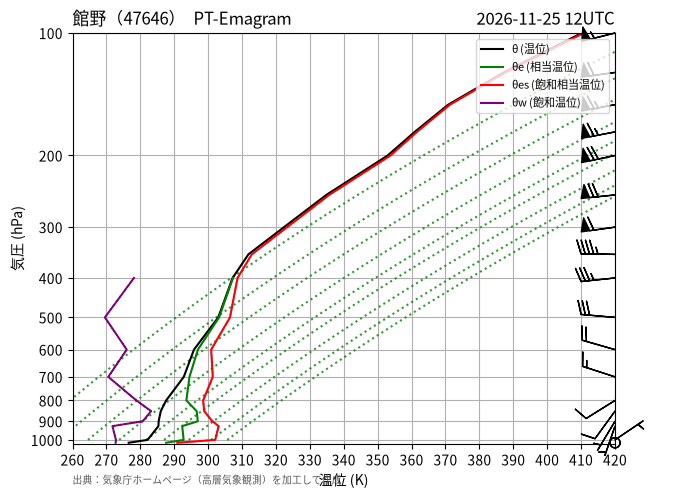 館野（47646） PT-Emagram
2026-11-25 12UTC
θ (温位)
θe (相当温位)
θes (飽和相当温位)
θw (飽和温位)
気圧 (hPa)
100
200
300
400
500
600
700
800
900
1000
260 270 280 290 300 310 320 330 340 350 360 370 380 390 400 410 420
温位 (K)
出典：気象庁ホームページ（高層気象観測）を加工して